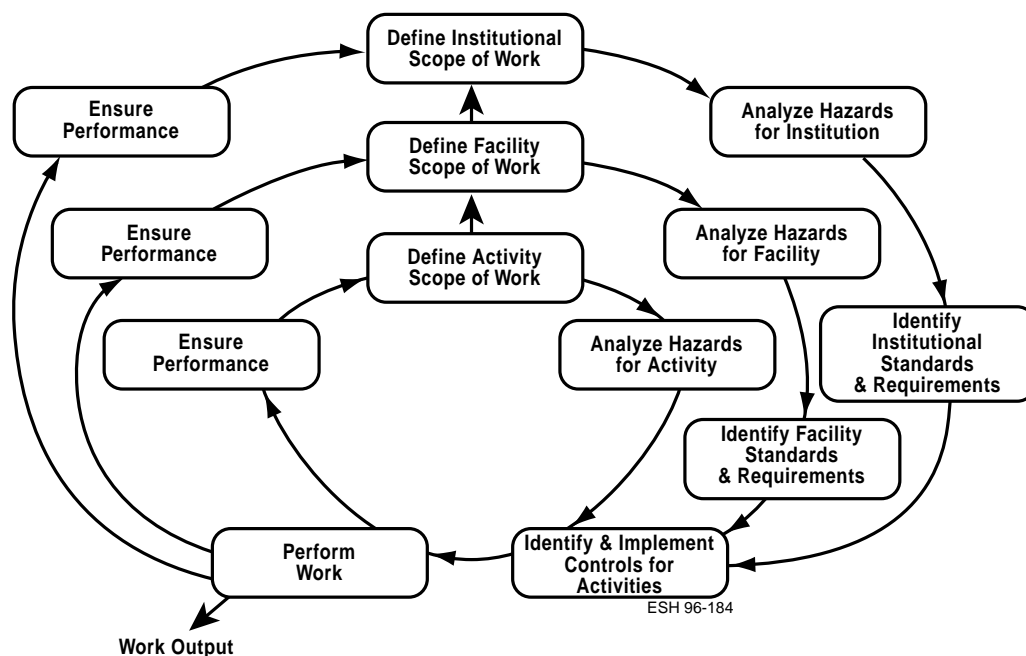 Define Institutional
Scope of Work
Ensure
Performance
Analyze Hazards
for Institution
Define Facility
Scope of Work
Ensure
Performance
Analyze Hazards
for Facility
Define Activity
Scope of Work
Ensure
Performance
Analyze Hazards
for Activity
Identify
Institutional
Standards
& Requirements
Identify Facility
Standards
& Requirements
Perform
Work
Identify & Implement
Controls for
Activities
ESH 96-184
Work Output